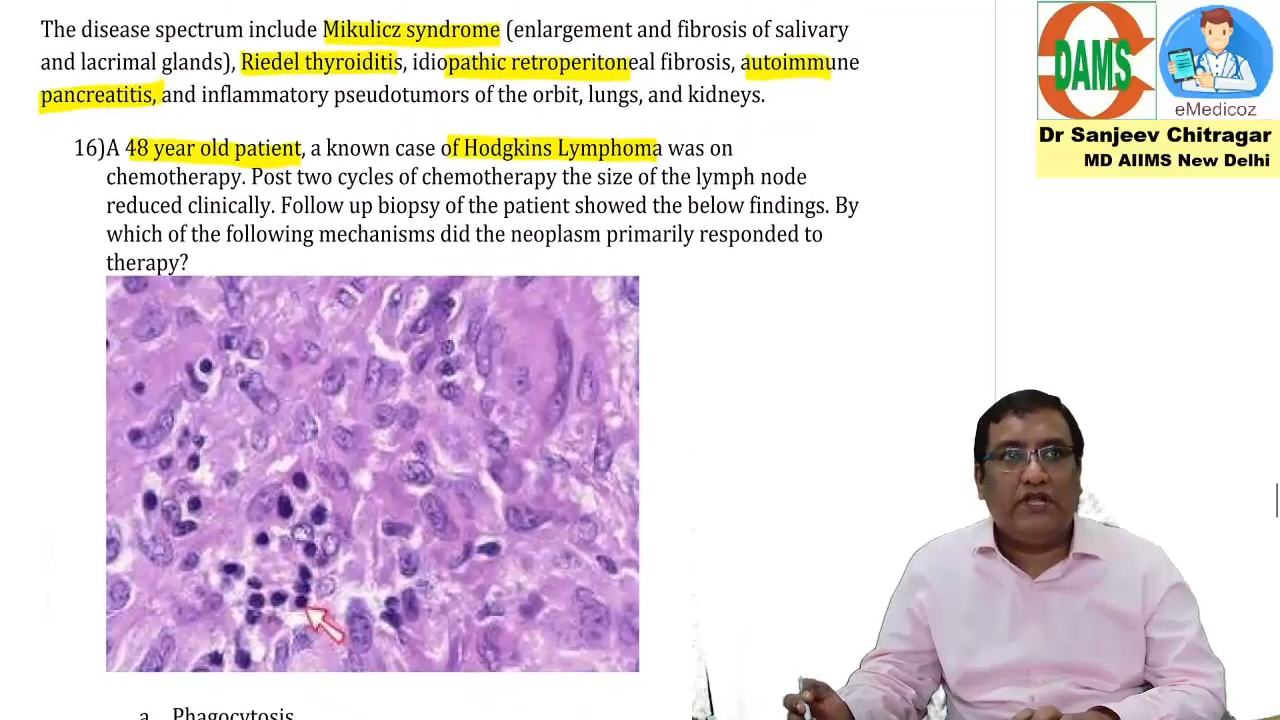 The disease spectrum include Mikulicz syndrome (enlargement and fibrosis of salivary
and lacrimal glands), Riedel thyroiditis, idiopathic retroperitoneal fibrosis, autoimmune
pancreatitis, and inflammatory pseudotumors of the orbit, lungs, and kidneys.
16)A 48 year old patient, a known case of Hodgkins Lymphoma was on
chemotherapy. Post two cycles of chemotherapy the size of the lymph node
reduced clinically. Follow up biopsy of the patient showed the below findings. By
which of the following mechanisms did the neoplasm primarily responded to
therapy?
a. Phagocytosis
DAMS
eMedicoz
Dr Sanjeev Chitragar
MD AIIMS New Delhi